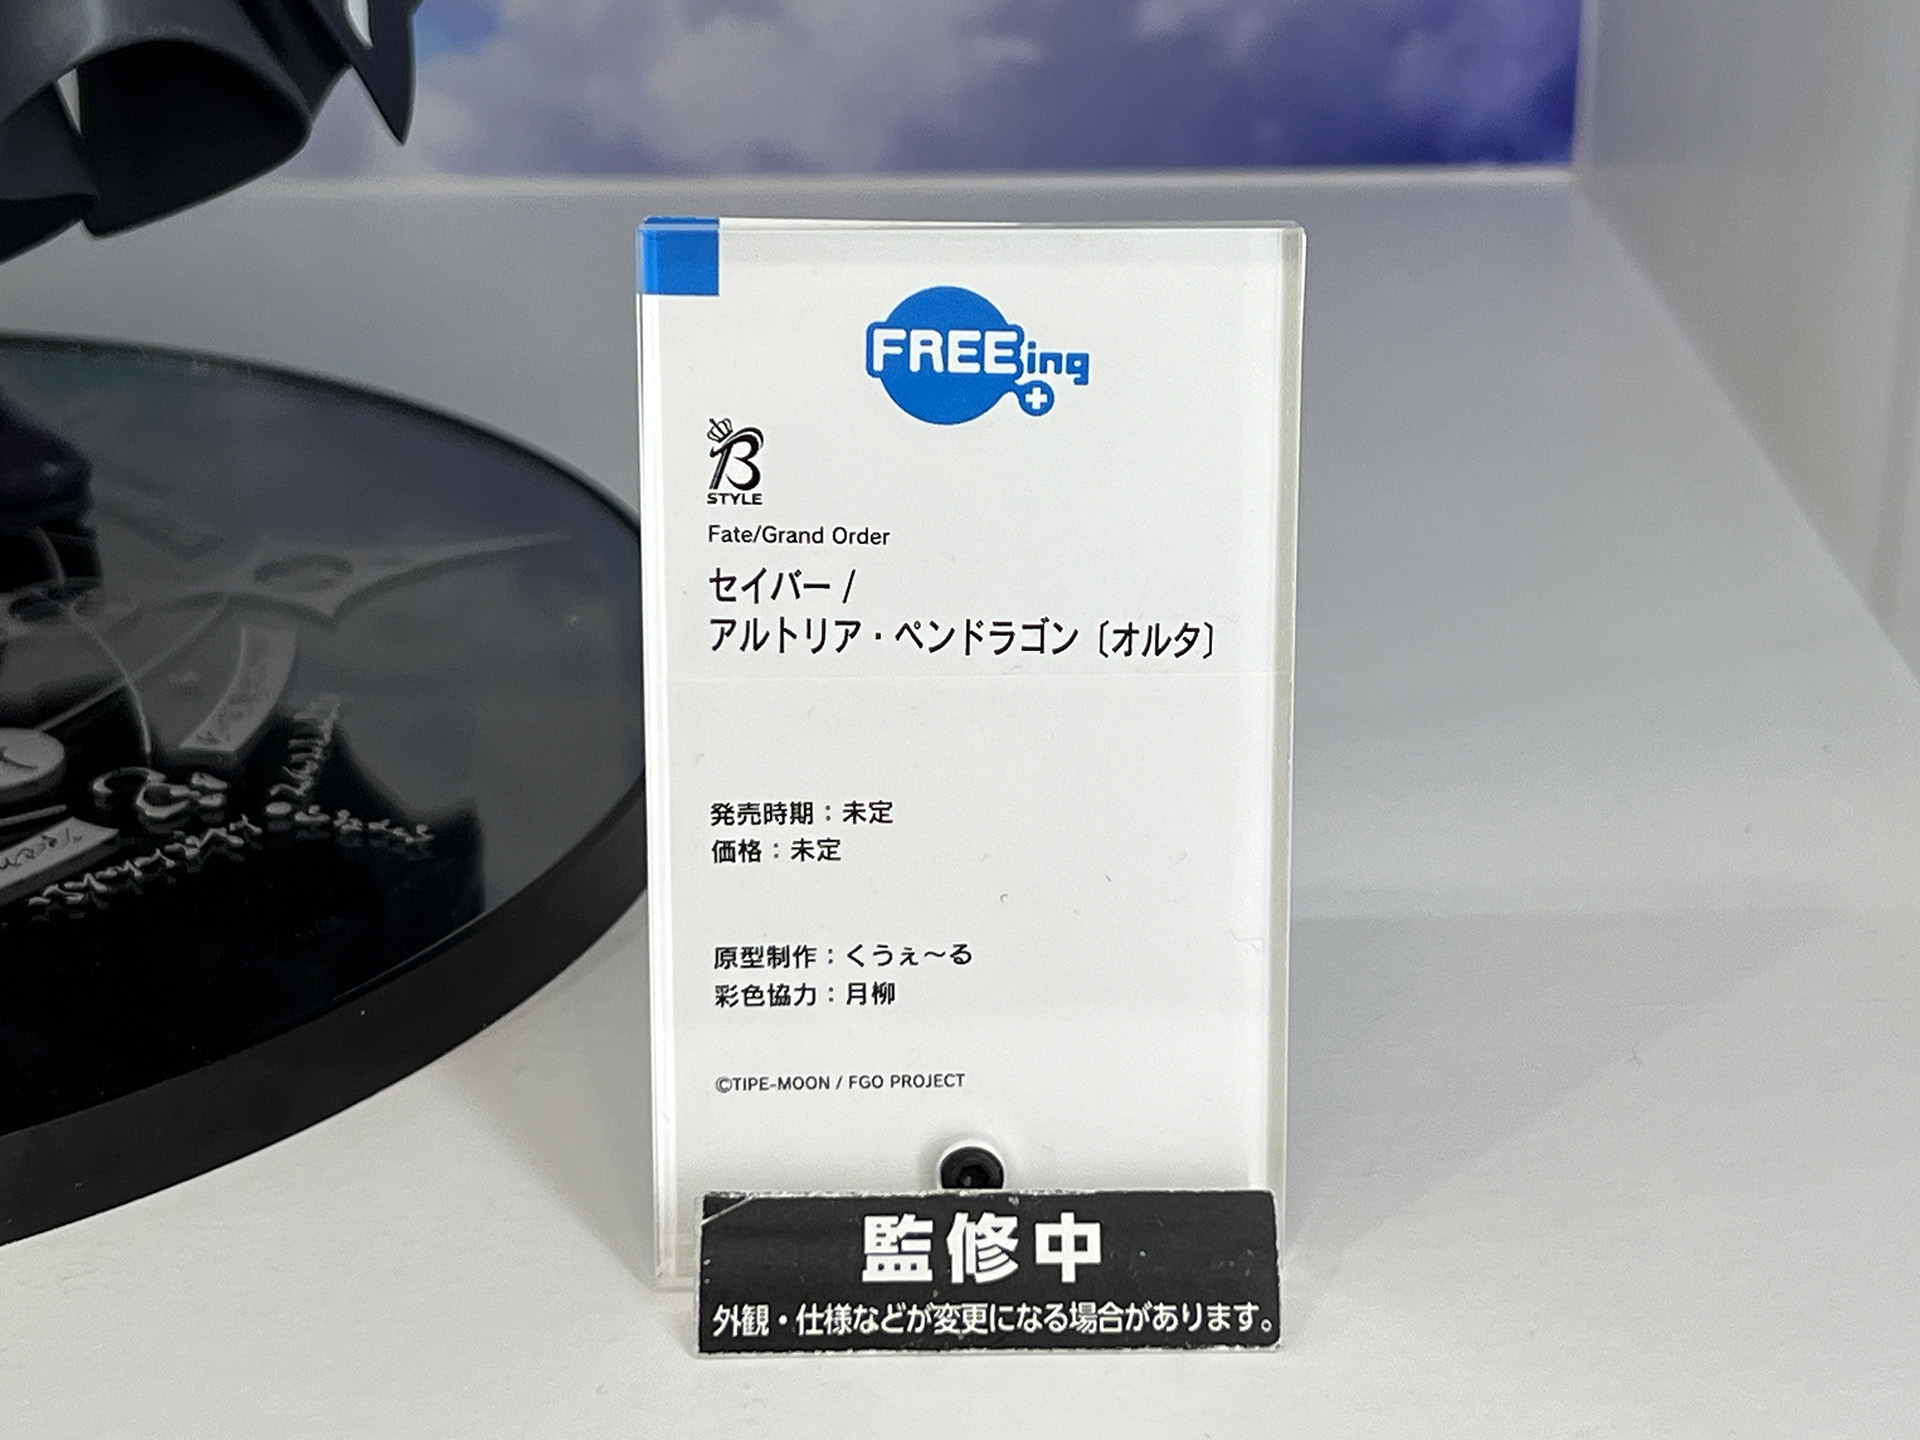 FREEing
B
STYLE
Fate/Grand Order
セイバー /
アルトリア・ペンドラゴン〔オルタ〕
発売時期：未定
価格：未定
原型制作：くうぇ～る
彩色協力：月柳
©TIPE-MOON / FGO PROJECT
監修中
外観・仕様などが変更になる場合があります。